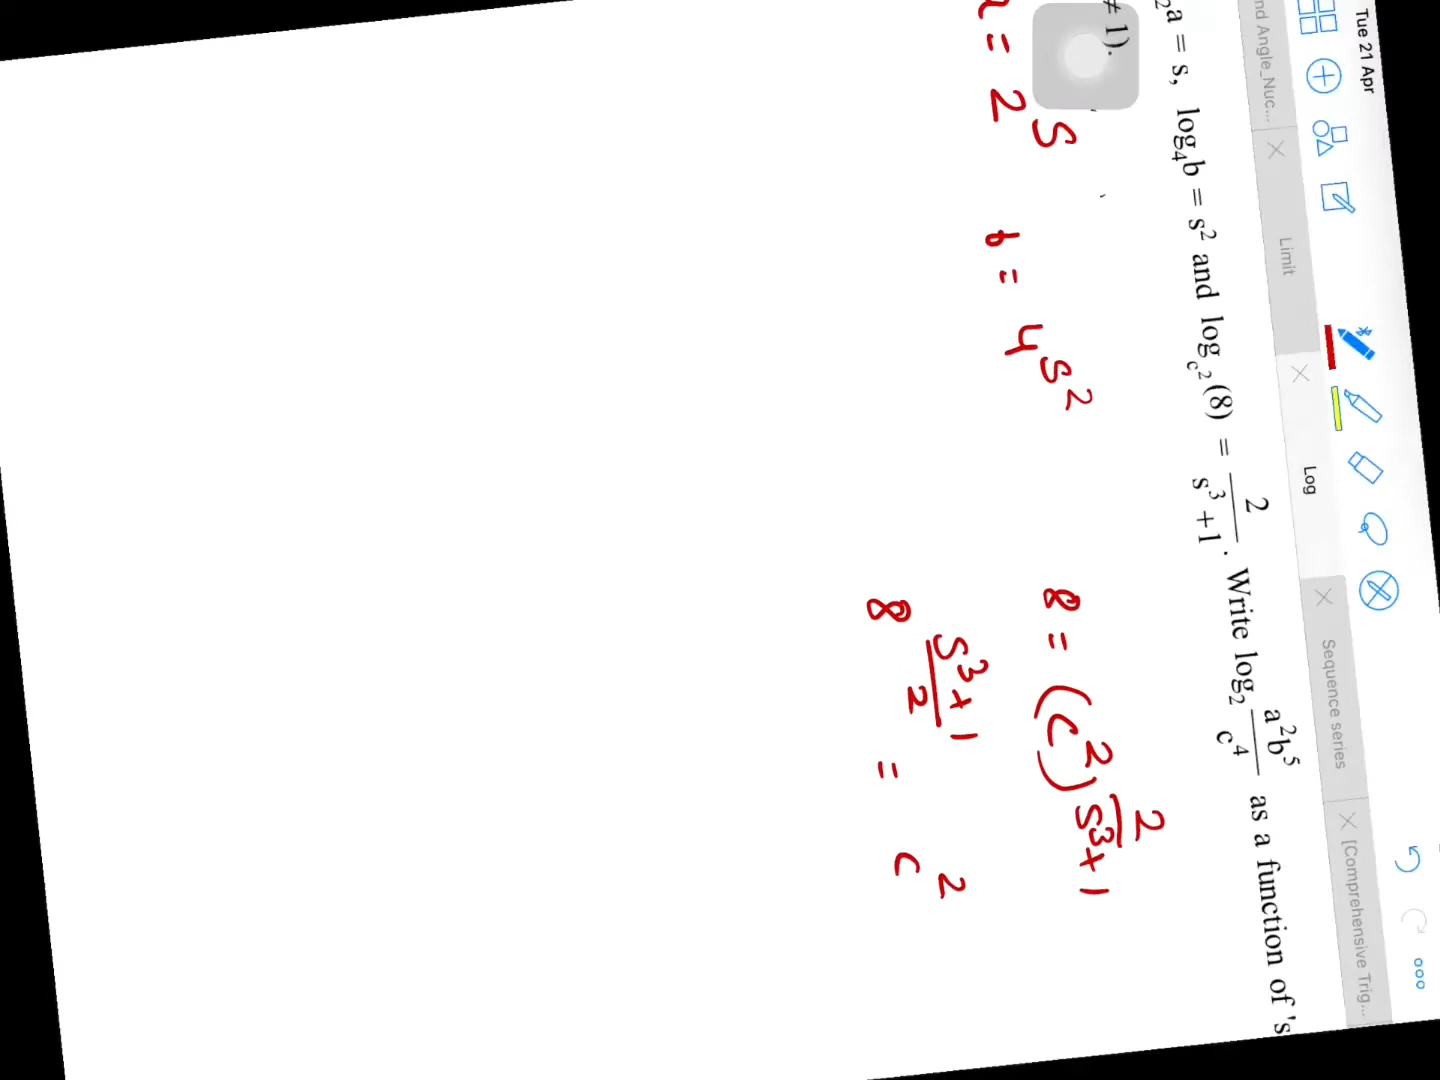 Tue 21 Apr
nd Angle_Nuc...
Limit
Log
Sequence series
[Comprehensive Trig...
₂a = s, log₄b = s² and log_c²(8) = 2/(s³+1). Write log₂ a²b⁵/c⁴ as a function of 's
≠ 1).
= 2^S
b = 4^S²
8 = (c²)^(2/(S³+1))
8^((S³+1)/2) = c²